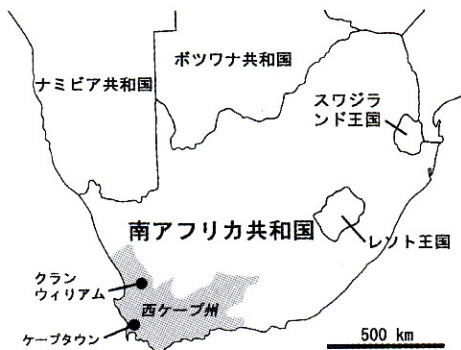 ボツワナ共和国
ナミビア共和国
スワジラ
ンド王国
南アフリカ共和国
レソト王国
クラン
ウィリアム
西ケープ州
ケープタウン
500 km